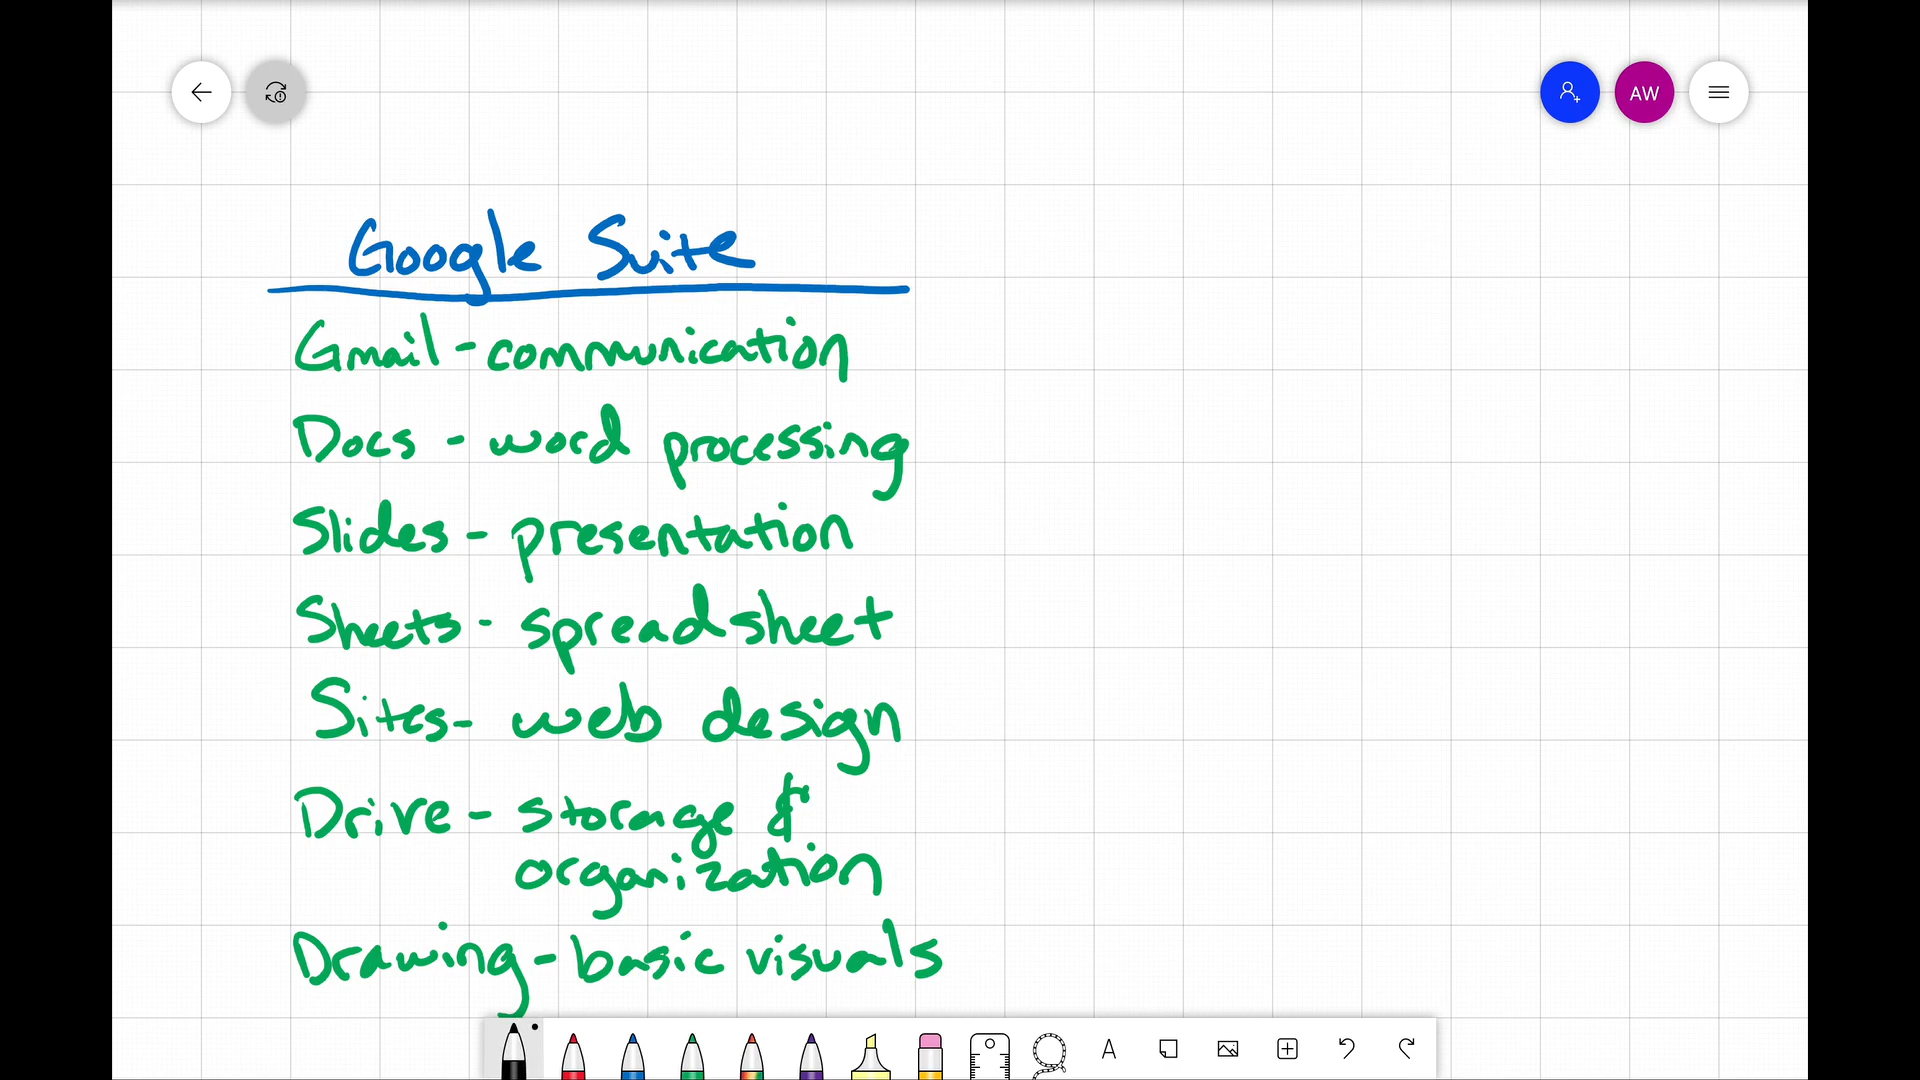 AW
Google Suite
Gmail - communication
Docs - word processing
Slides - presentation
Sheets - spreadsheet
Sites - web design
Drive - storage &
organization
Drawing - basic visuals
A